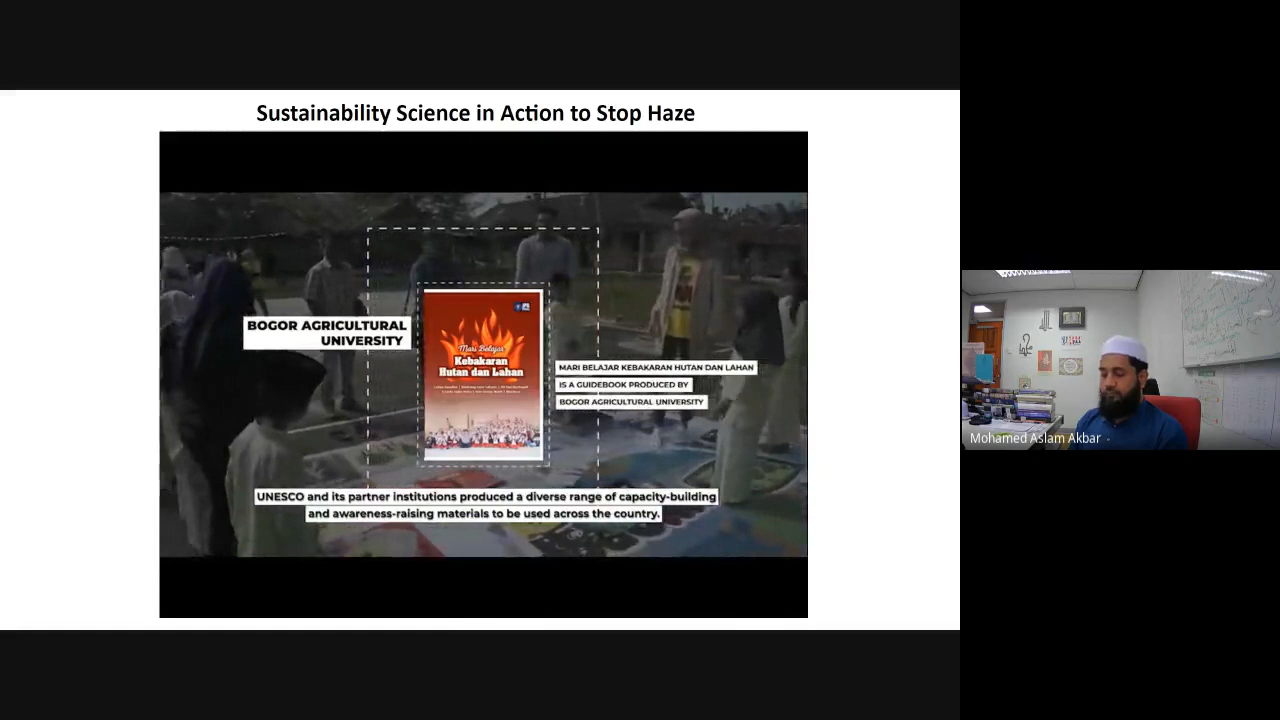 Sustainability Science in Action to Stop Haze
BOGOR AGRICULTURAL
UNIVERSITY
Mari Belajar
Kebakaran
Hutan dan Lahan
MARI BELAJAR KEBAKARAN HUTAN DAN LAHAN
IS A GUIDEBOOK PRODUCED BY
BOGOR AGRICULTURAL UNIVERSITY
UNESCO and its partner institutions produced a diverse range of capacity-building
and awareness-raising materials to be used across the country.
Mohamed Aslam Akbar